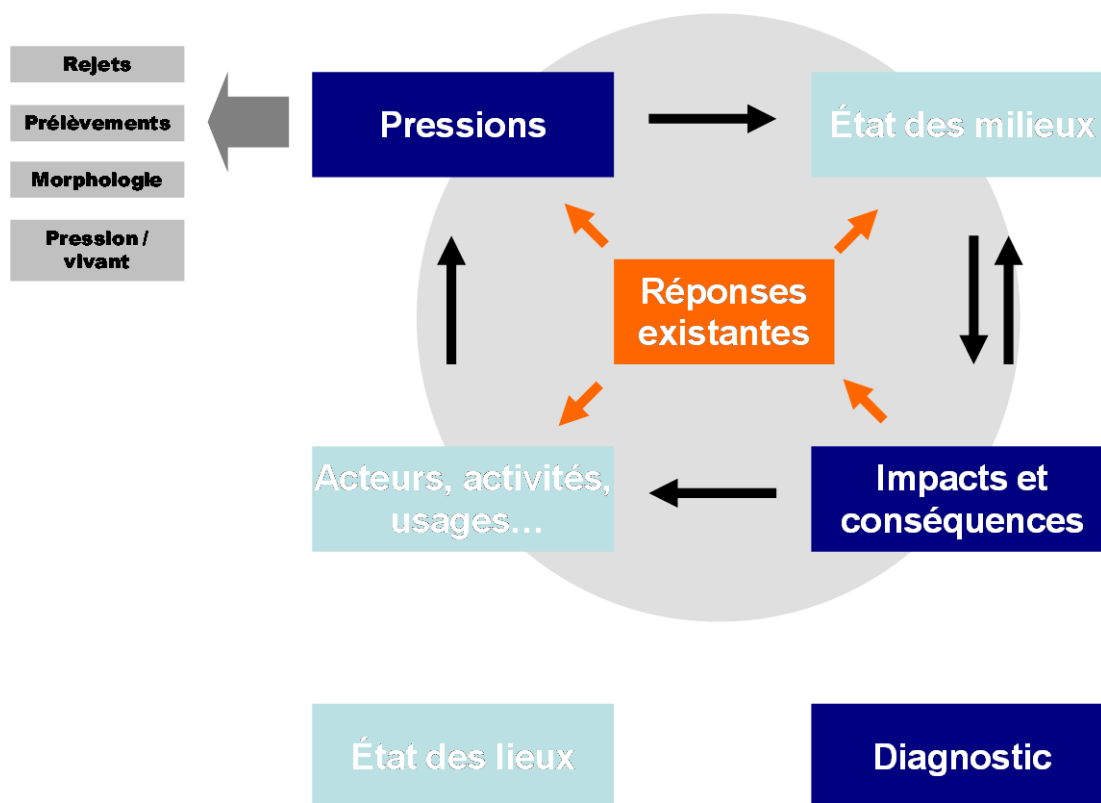 Rejets
Prélèvements
Morphologie
Pression /
vivant
Pressions
État des milieux
Réponses
existantes
Acteurs, activités,
usages…
Impacts et
conséquences
État des lieux
Diagnostic